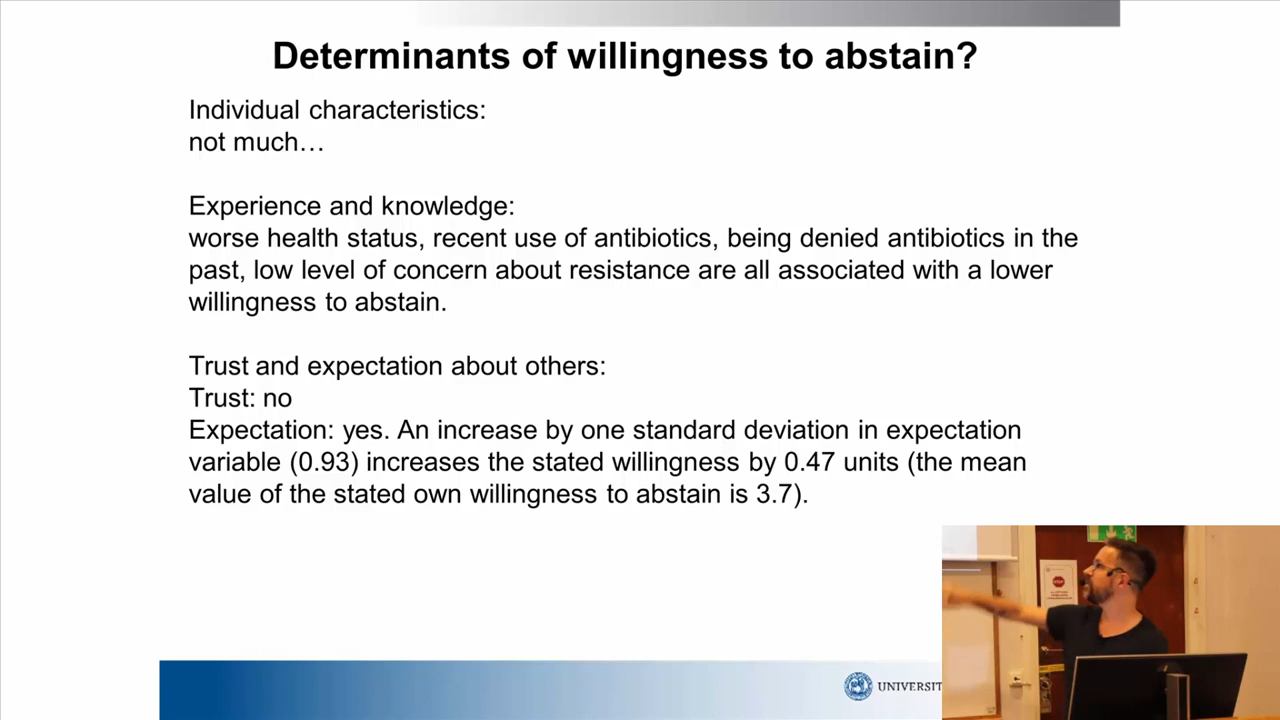 Determinants of willingness to abstain?
Individual characteristics:
not much…
Experience and knowledge:
worse health status, recent use of antibiotics, being denied antibiotics in the
past, low level of concern about resistance are all associated with a lower
willingness to abstain.
Trust and expectation about others:
Trust: no
Expectation: yes. An increase by one standard deviation in expectation
variable (0.93) increases the stated willingness by 0.47 units (the mean
value of the stated own willingness to abstain is 3.7).
STOP